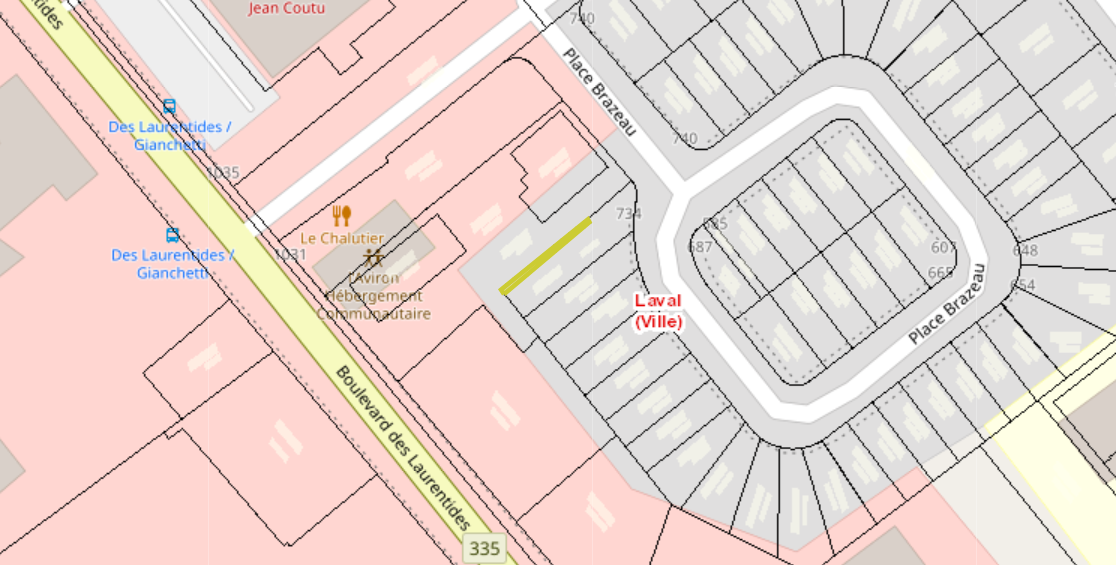 Jean Coutu
740
Place Brazeau
Des Laurentides /
Gianchetti
740
1035
734
585
Le Chalutier
687
607
648
1031
Des Laurentides /
Gianchetti
L'Aviron
Hébergement
Communautaire
665
654
Laval
(Ville)
Place Brazeau
Boulevard des Laurentides
335